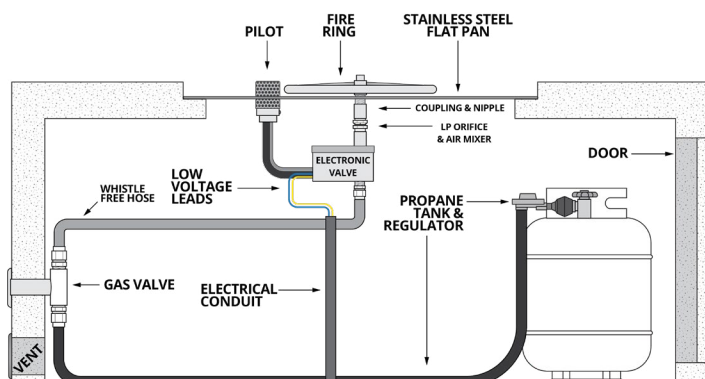 PILOT
FIRE
RING
STAINLESS STEEL
FLAT PAN
COUPLING & NIPPLE
LP ORIFICE
& AIR MIXER
ELECTRONIC
VALVE
DOOR
LOW
VOLTAGE
LEADS
WHISTLE
FREE HOSE
PROPANE
TANK &
REGULATOR
GAS VALVE
ELECTRICAL
CONDUIT
VENT